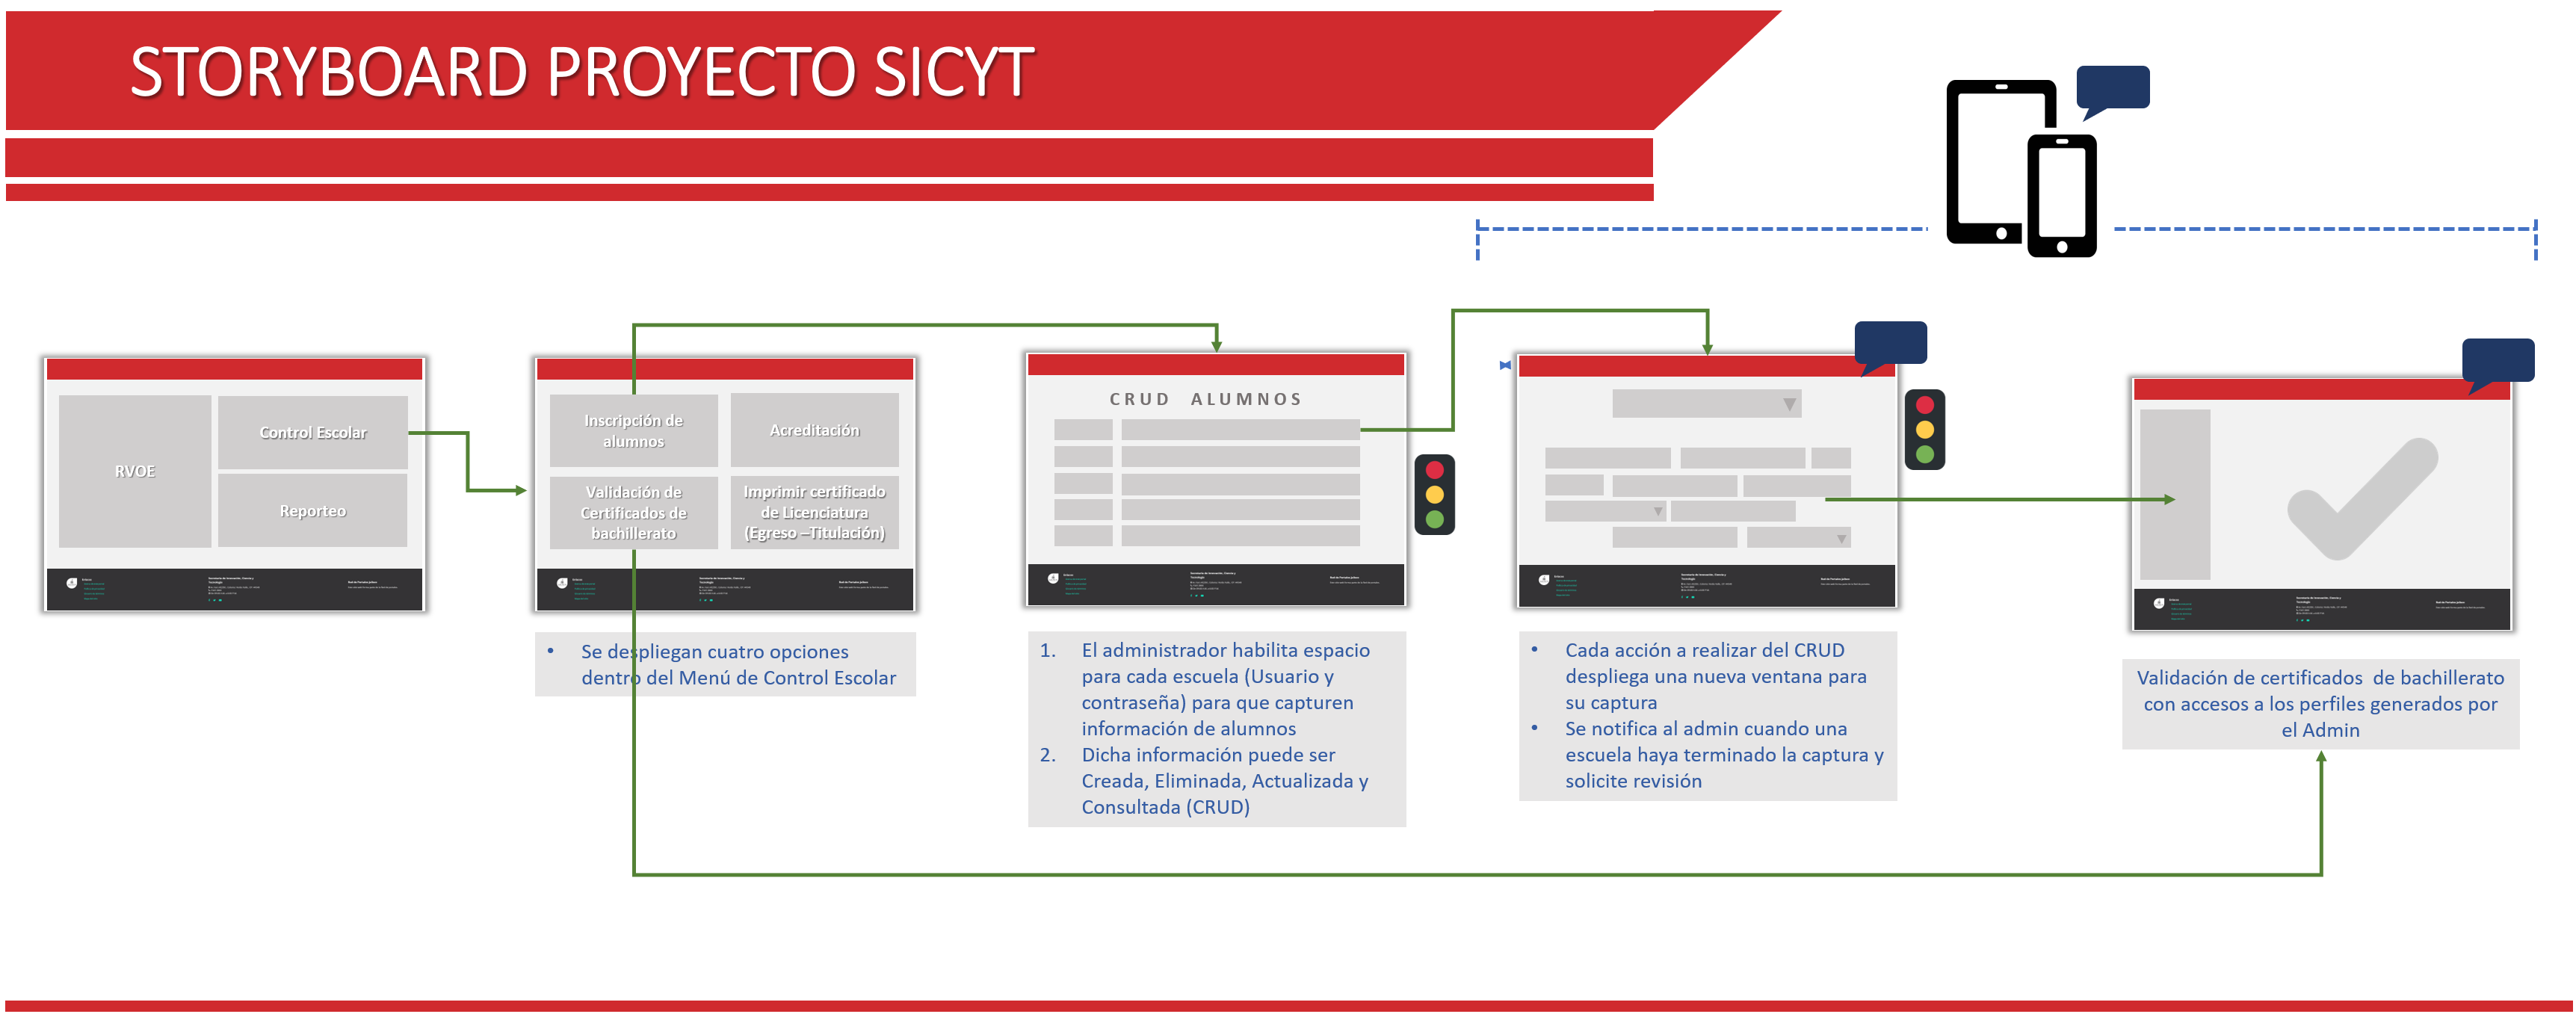 STORYBOARD PROYECTO SICYT
RVOE
Control Escolar
Reporteo
Inscripción de
alumnos
Acreditación
Validación de
Certificados de
bachillerato
Imprimir certificado
de Licenciatura
(Egreso –Titulación)
• Se despliegan cuatro opciones
dentro del Menú de Control Escolar
CRUD ALUMNOS
1. El administrador habilita espacio
para cada escuela (Usuario y
contraseña) para que capturen
información de alumnos
2. Dicha información puede ser
Creada, Eliminada, Actualizada y
Consultada (CRUD)
• Cada acción a realizar del CRUD
despliega una nueva ventana para
su captura
• Se notifica al admin cuando una
escuela haya terminado la captura y
solicite revisión
Validación de certificados de bachillerato
con accesos a los perfiles generados por
el Admin